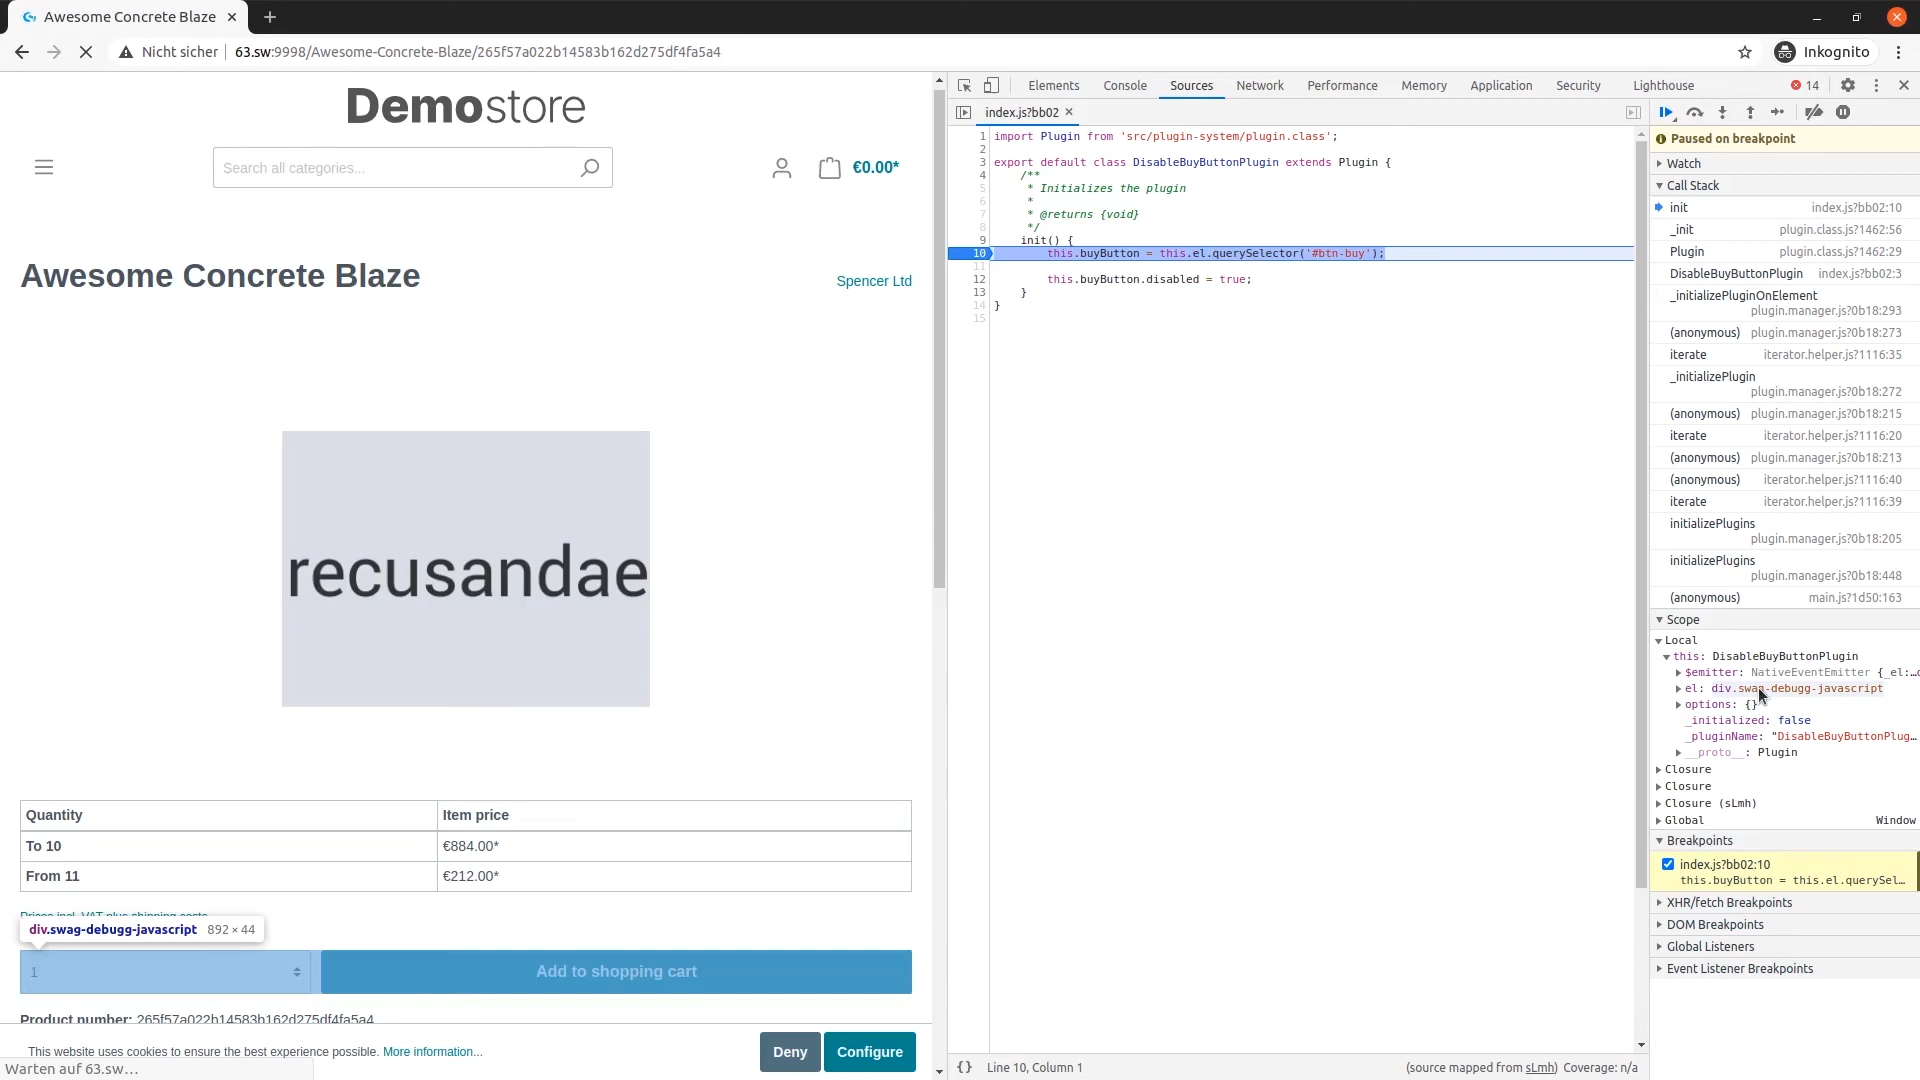 Awesome Concrete Blaze
Nicht sicher
63.sw:9998/Awesome-Concrete-Blaze/265f57a022b14583b162d275df4fa5a4
Inkognito
Demostore
Search all categories...
€0.00*
Awesome Concrete Blaze
Spencer Ltd
recusandae
Quantity Item price
To 10 €884.00*
From 11 €212.00*
Prices incl. VAT plus shipping costs
div.swag-debugg-javascript 892 × 44
1
Add to shopping cart
Product number: 265f57a022b14583b162d275df4fa5a4
This website uses cookies to ensure the best experience possible. More information...
Deny
Configure
Warten auf 63.sw…
Elements Console Sources Network Performance Memory Application Security Lighthouse
14
index.js?bb02
1 import Plugin from 'src/plugin-system/plugin.class';
2
3 export default class DisableBuyButtonPlugin extends Plugin {
4 /**
5 * Initializes the plugin
6 *
7 * @returns {void}
8 */
9 init() {
10 this.buyButton = this.el.querySelector('#btn-buy');
11
12 this.buyButton.disabled = true;
13 }
14 }
15
{ } Line 10, Column 1
(source mapped from sLmh) Coverage: n/a
Paused on breakpoint
Watch
Call Stack
init index.js?bb02:10
_init plugin.class.js?1462:56
Plugin plugin.class.js?1462:29
DisableBuyButtonPlugin index.js?bb02:3
_initializePluginOnElement
plugin.manager.js?0b18:293
(anonymous) plugin.manager.js?0b18:273
iterate iterator.helper.js?1116:35
_initializePlugin
plugin.manager.js?0b18:272
(anonymous) plugin.manager.js?0b18:215
iterate iterator.helper.js?1116:20
(anonymous) plugin.manager.js?0b18:213
(anonymous) iterator.helper.js?1116:40
iterate iterator.helper.js?1116:39
initializePlugins
plugin.manager.js?0b18:205
initializePlugins
plugin.manager.js?0b18:448
(anonymous) main.js?1d50:163
Scope
Local
this: DisableBuyButtonPlugin
$emitter: NativeEventEmitter {_el:…
el: div.swag-debugg-javascript
options: {}
_initialized: false
_pluginName: "DisableBuyButtonPlug…
__proto__: Plugin
Closure
Closure
Closure (sLmh)
Global Window
Breakpoints
index.js?bb02:10
this.buyButton = this.el.querySel…
XHR/fetch Breakpoints
DOM Breakpoints
Global Listeners
Event Listener Breakpoints